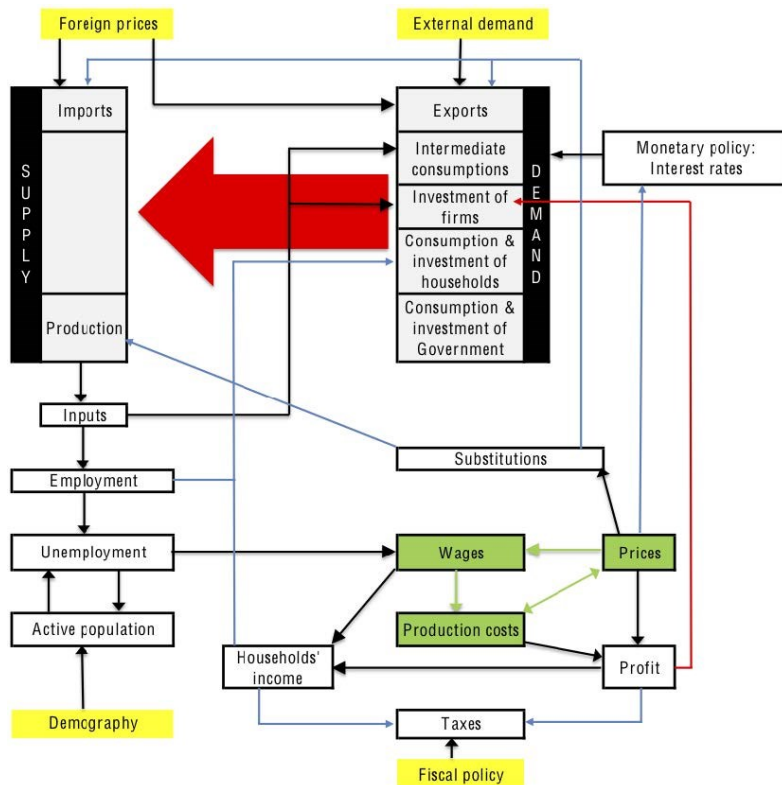 Foreign prices
External demand
SUPPLY
Imports
Production
Exports
Intermediate
consumptions
Investment of
firms
Consumption &
investment of
households
Consumption &
investment of
Government
DEMAND
Monetary policy:
Interest rates
Inputs
Employment
Unemployment
Active population
Demography
Substitutions
Wages
Prices
Production costs
Households'
income
Profit
Taxes
Fiscal policy